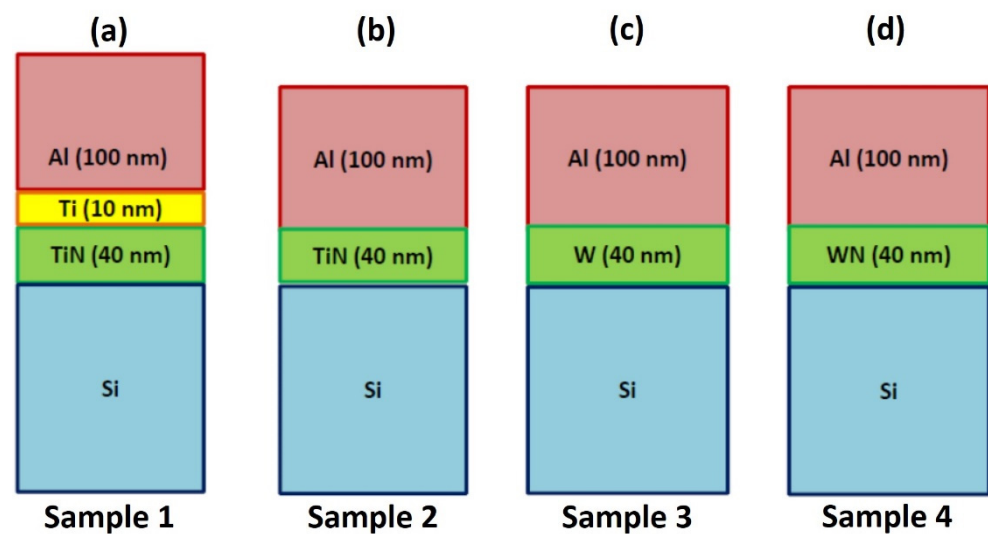 (a)
Al (100 nm)
Ti (10 nm)
TiN (40 nm)
Si
Sample 1
(b)
Al (100 nm)
TiN (40 nm)
Si
Sample 2
(c)
Al (100 nm)
W (40 nm)
Si
Sample 3
(d)
Al (100 nm)
WN (40 nm)
Si
Sample 4